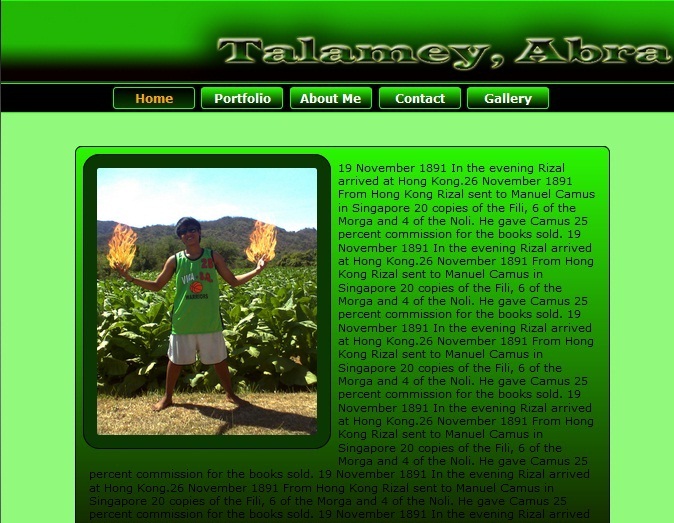 Talamey, Abra
Home Portfolio About Me Contact Gallery
19 November 1891 In the evening Rizal
arrived at Hong Kong.26 November 1891
From Hong Kong Rizal sent to Manuel Camus
in Singapore 20 copies of the Fili, 6 of the
Morga and 4 of the Noli. He gave Camus 25
percent commission for the books sold. 19
November 1891 In the evening Rizal arrived
at Hong Kong.26 November 1891 From Hong
Kong Rizal sent to Manuel Camus in
Singapore 20 copies of the Fili, 6 of the
Morga and 4 of the Noli. He gave Camus 25
percent commission for the books sold. 19
November 1891 In the evening Rizal arrived
at Hong Kong.26 November 1891 From Hong
Kong Rizal sent to Manuel Camus in
Singapore 20 copies of the Fili, 6 of the
Morga and 4 of the Noli. He gave Camus 25
percent commission for the books sold. 19
November 1891 In the evening Rizal arrived
at Hong Kong.26 November 1891 From Hong
Kong Rizal sent to Manuel Camus in
Singapore 20 copies of the Fili, 6 of the
Morga and 4 of the Noli. He gave Camus 25
percent commission for the books sold. 19 November 1891 In the evening Rizal arrived
at Hong Kong.26 November 1891 From Hong Kong Rizal sent to Manuel Camus in
Singapore 20 copies of the Fili, 6 of the Morga and 4 of the Noli. He gave Camus 25
percent commission for the books sold. 19 November 1891 In the evening Rizal arrived
WARRIORS